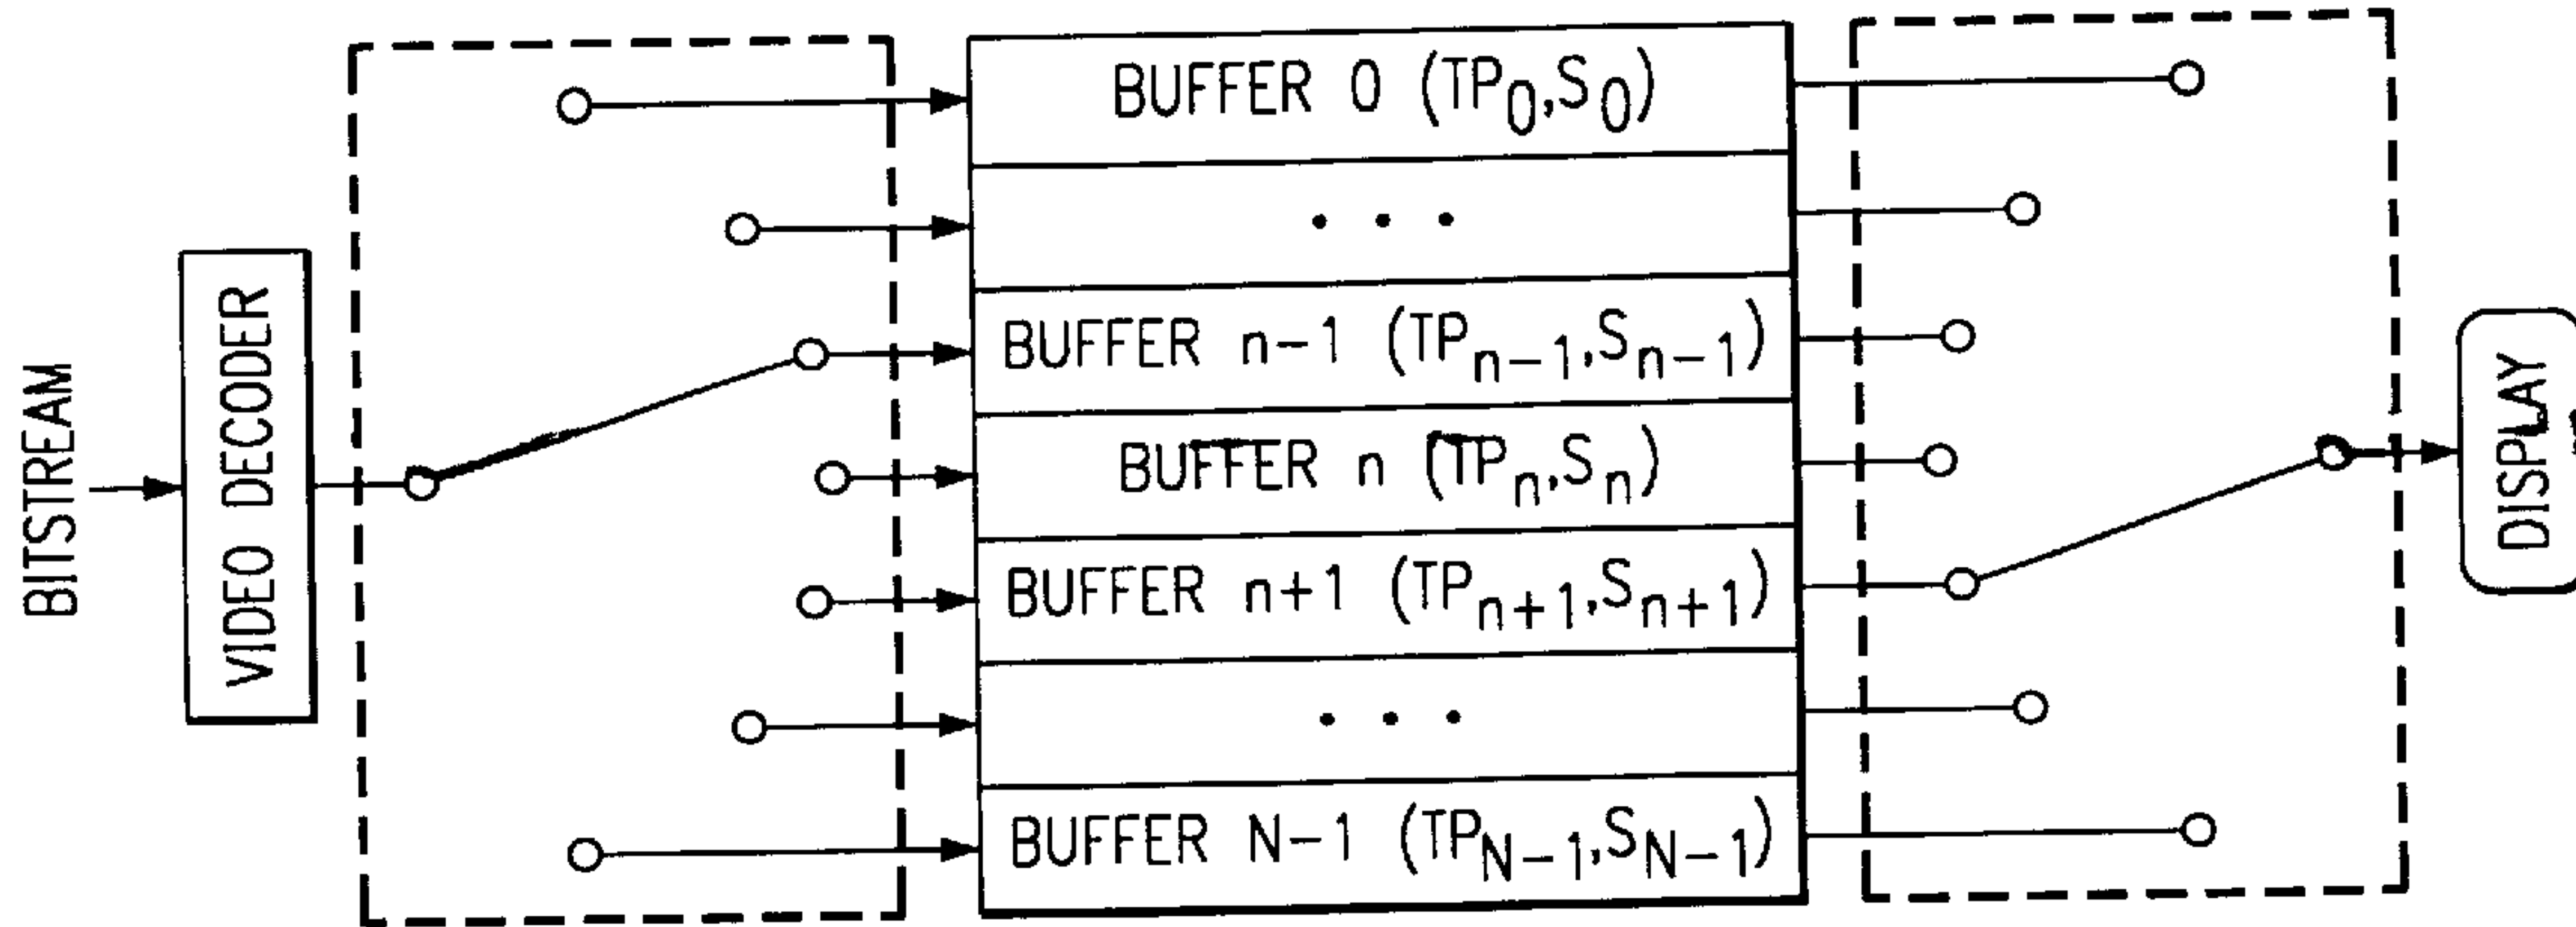 BITSTREAM
VIDEO DECODER
BUFFER 0 (TP0,S0)
. . .
BUFFER n-1 (TPn-1,Sn-1)
BUFFER n (TPn,Sn)
BUFFER n+1 (TPn+1,Sn+1)
. . .
BUFFER N-1 (TPN-1,SN-1)
DISPLAY